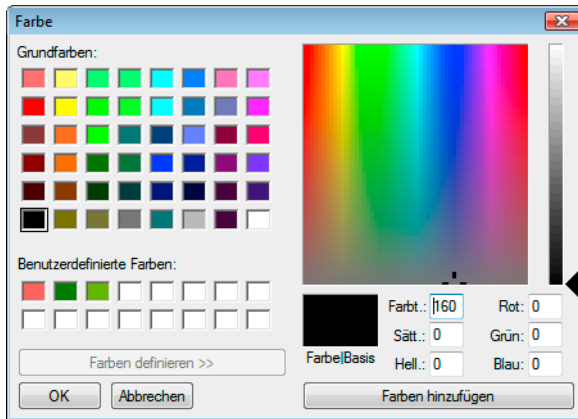 Farbe
Grundfarben:
Benutzerdefinierte Farben:
Farben definieren >>
OK
Abbrechen
Farbe|Basis
Farbt.: 160
Sätt.: 0
Hell.: 0
Rot: 0
Grün: 0
Blau: 0
Farben hinzufügen